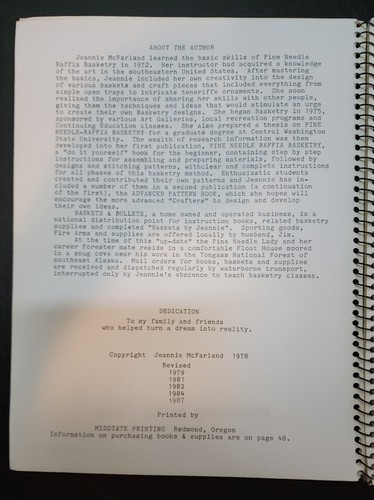 ABOUT THE AUTHOR
Jeannie McFarland learned the basic skills of Pine Needle
Raffia Basketry in 1972. Her instructor had acquired a knowledge
of the art in the southeastern United States. After mastering
the basics, Jeannie included her own creativity into the design
of various baskets and craft pieces that included everything from
simple open trays to intricate teneriffe ornaments. She soon
realized the importance of sharing her skills with other people,
giving them the techniques and ideas that would stimulate an urge
to create their own Basketry designs. She began in 1975,
sponsored by various Art Galleries, local recreation programs and
Continuing Education courses. She also prepared a thesis on PINE
NEEDLE-RAFFIA BASKETRY for a graduate degree at Central Washington
State University. The wealth of research information was then
developed into her first publication, PINE NEEDLE RAFFIA BASKETRY,
a "do it yourself" book for the beginner, containing step by step
instructions for assembling and preparing materials, followed by
designs and stitching patterns, withclear and complete instructions
for all phases of this basketry method. Enthusiastic students
created and contributed their own patterns and Jeannie has in-
cluded a number of them in a second publication (a continuation
of the first), the ADVANCED PATTERN BOOK, which she hopes will
encourage the more advanced "Crafters" to design and develop
their own ideas.
BASKETS & BULLETS, a home owned and operated business, is a
national distribution point for instruction books, related basketry
supplies and completed "Baskets by Jeannie". Sporting goods,
Fire Arms and supplies are offered locally by husband, Jim.
At the time of this "up-date" the Pine Needle Lady and her
career Forester mate reside in a comfortable Float House moored
in a snug cove near his work in the Tongass National Forest of
southeast Alaska. Mail orders for books, baskets and supplies
are received and dispatched regularly by waterborne transport,
interrupted only by Jeannie's abscence to teach basketry classes.
DEDICATION
To my family and friends
who helped turn a dream into reality.
Copyright Jeannie McFarland 1978
Revised
1979
1981
1983
1984
1987
Printed by
MIDSTATE PRINTING Redmond, Oregon
Information on purchasing books & supplies are on page 48.